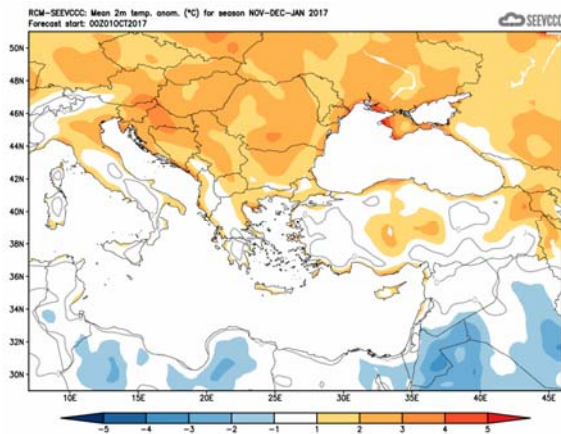 RCM-SEEVCCC: Mean 2m temp. anom. (°C) for season NOV-DEC-JAN 2017
Forecast start: 00Z01OCT2017
SEEVCCC
50N
48N
46N
44N
42N
40N
38N
36N
34N
32N
30N
10E 15E 20E 25E 30E 35E 40E 45E
-5 -4 -3 -2 -1 1 2 3 4 5